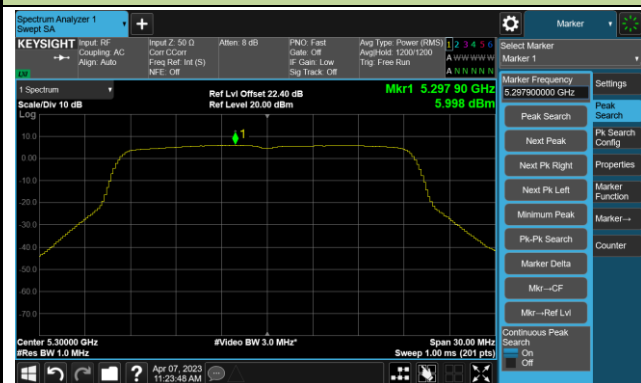 Spectrum Analyzer 1
Swept SA
Marker
KEYSIGHT
Input: RF
Coupling: AC
Align: Auto
Input Z: 50 Ω
Corr CCorr
Freq Ref: Int (S)
NFE: Off
Atten: 8 dB
PNO: Fast
Gate: Off
IF Gain: Low
Sig Track: Off
Avg Type: Power (RMS)
Avg|Hold: 1200/1200
Trig: Free Run
1 2 3 4 5 6
A W W W W W
A N N N N N
Select Marker
Marker 1
1 Spectrum
Scale/Div 10 dB
Log
Ref Lvl Offset 22.40 dB
Ref Level 20.00 dBm
Mkr1 5.297 90 GHz
5.998 dBm
1
10.0
0.00
-10.0
-20.0
-30.0
-40.0
-50.0
-60.0
-70.0
Center 5.30000 GHz
#Res BW 1.0 MHz
#Video BW 3.0 MHz*
Span 30.00 MHz
Sweep 1.00 ms (201 pts)
Marker Frequency
5.297900000 GHz
Peak Search
Next Peak
Next Pk Right
Next Pk Left
Minimum Peak
Pk-Pk Search
Marker Delta
Mkr→CF
Mkr→Ref Lvl
Continuous Peak
Search
On
Off
Settings
Peak
Search
Pk Search
Config
Properties
Marker
Function
Marker→
Counter
Apr 07, 2023
11:23:48 AM